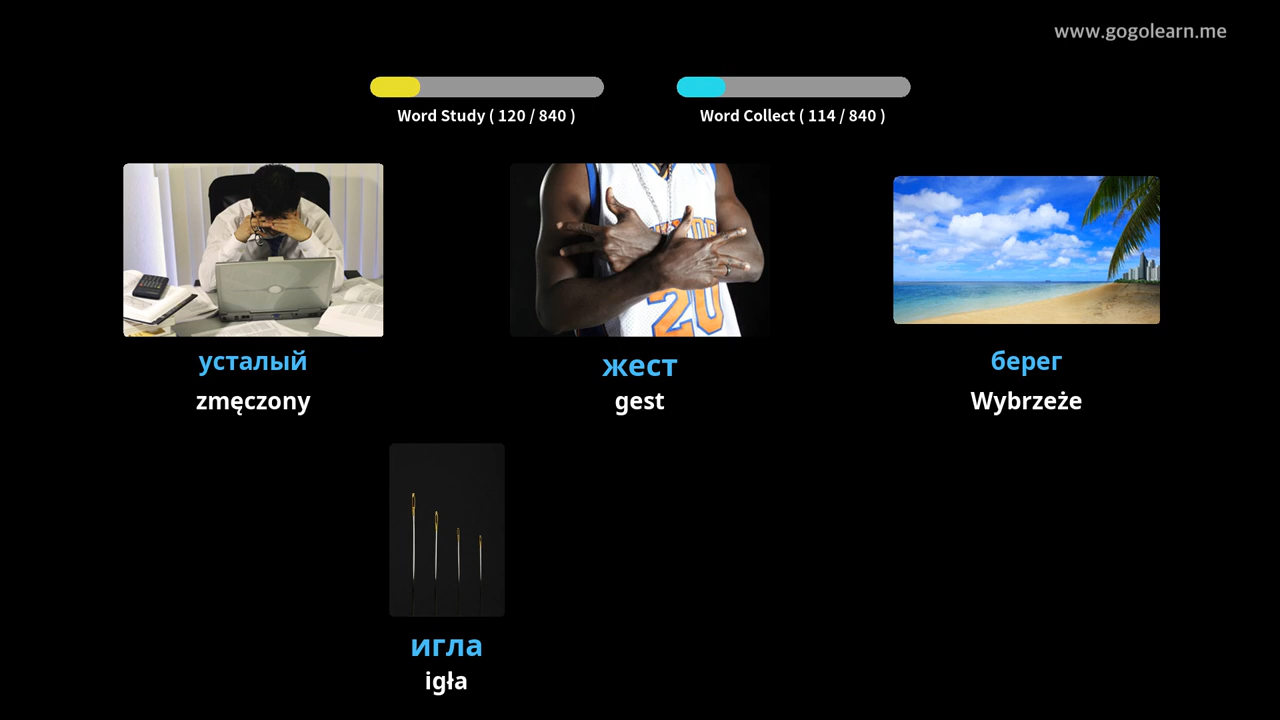 www.gogolearn.me
Word Study ( 120 / 840 )
Word Collect ( 114 / 840 )
20
усталый
zmęczony
жест
gest
берег
Wybrzeże
игла
igła